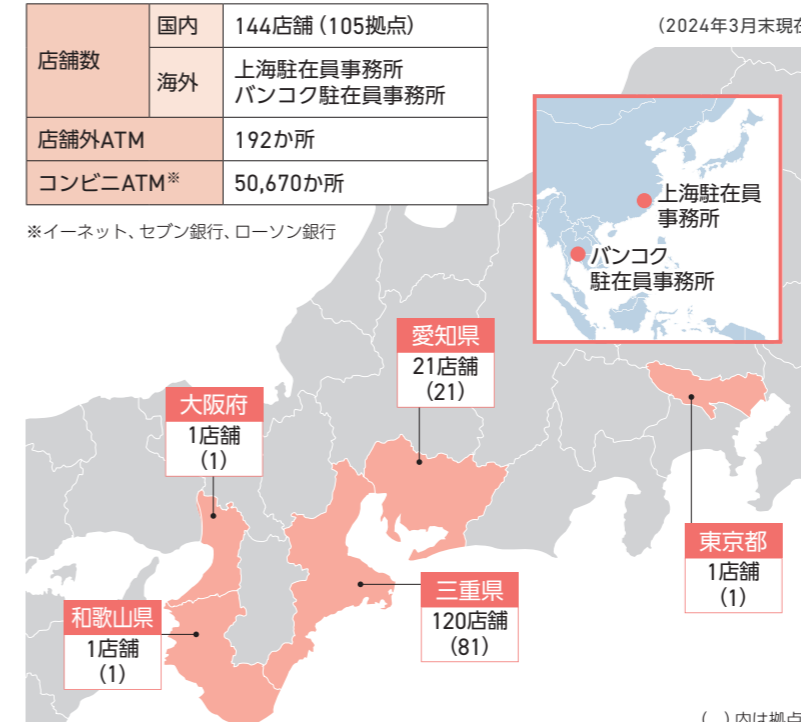 店舗数
国内
144店舗（105拠点）
海外
上海駐在員事務所
バンコク駐在員事務所
店舗外ATM
192か所
コンビニATM※
50,670か所
※イーネット、セブン銀行、ローソン銀行
（2024年3月末現在
上海駐在員
事務所
バンコク
駐在員事務所
愛知県
21店舗
（21）
大阪府
1店舗
（1）
東京都
1店舗
（1）
三重県
120店舗
（81）
和歌山県
1店舗
（1）
（ ）内は拠点